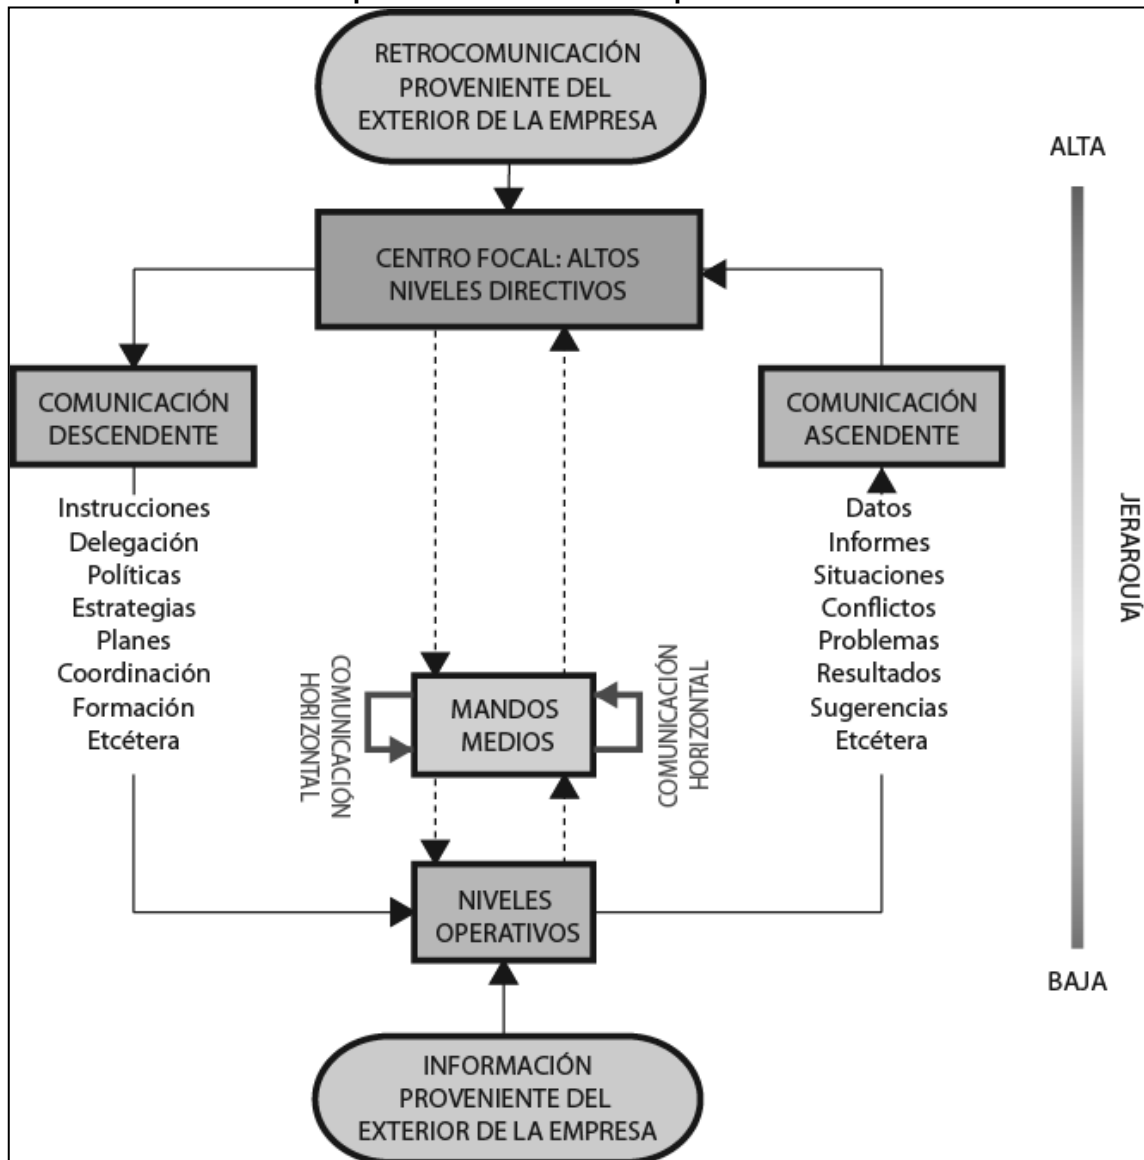 RETROCOMUNICACIÓN
PROVENIENTE DEL
EXTERIOR DE LA EMPRESA
ALTA
CENTRO FOCAL: ALTOS
NIVELES DIRECTIVOS
COMUNICACIÓN
DESCENDENTE
COMUNICACIÓN
ASCENDENTE
Instrucciones
Delegación
Políticas
Estrategias
Planes
Coordinación
Formación
Etcétera
Datos
Informes
Situaciones
Conflictos
Problemas
Resultados
Sugerencias
Etcétera
JERARQUÍA
COMUNICACIÓN
HORIZONTAL
MANDOS
MEDIOS
COMUNICACIÓN
HORIZONTAL
NIVELES
OPERATIVOS
BAJA
INFORMACIÓN
PROVENIENTE DEL
EXTERIOR DE LA EMPRESA